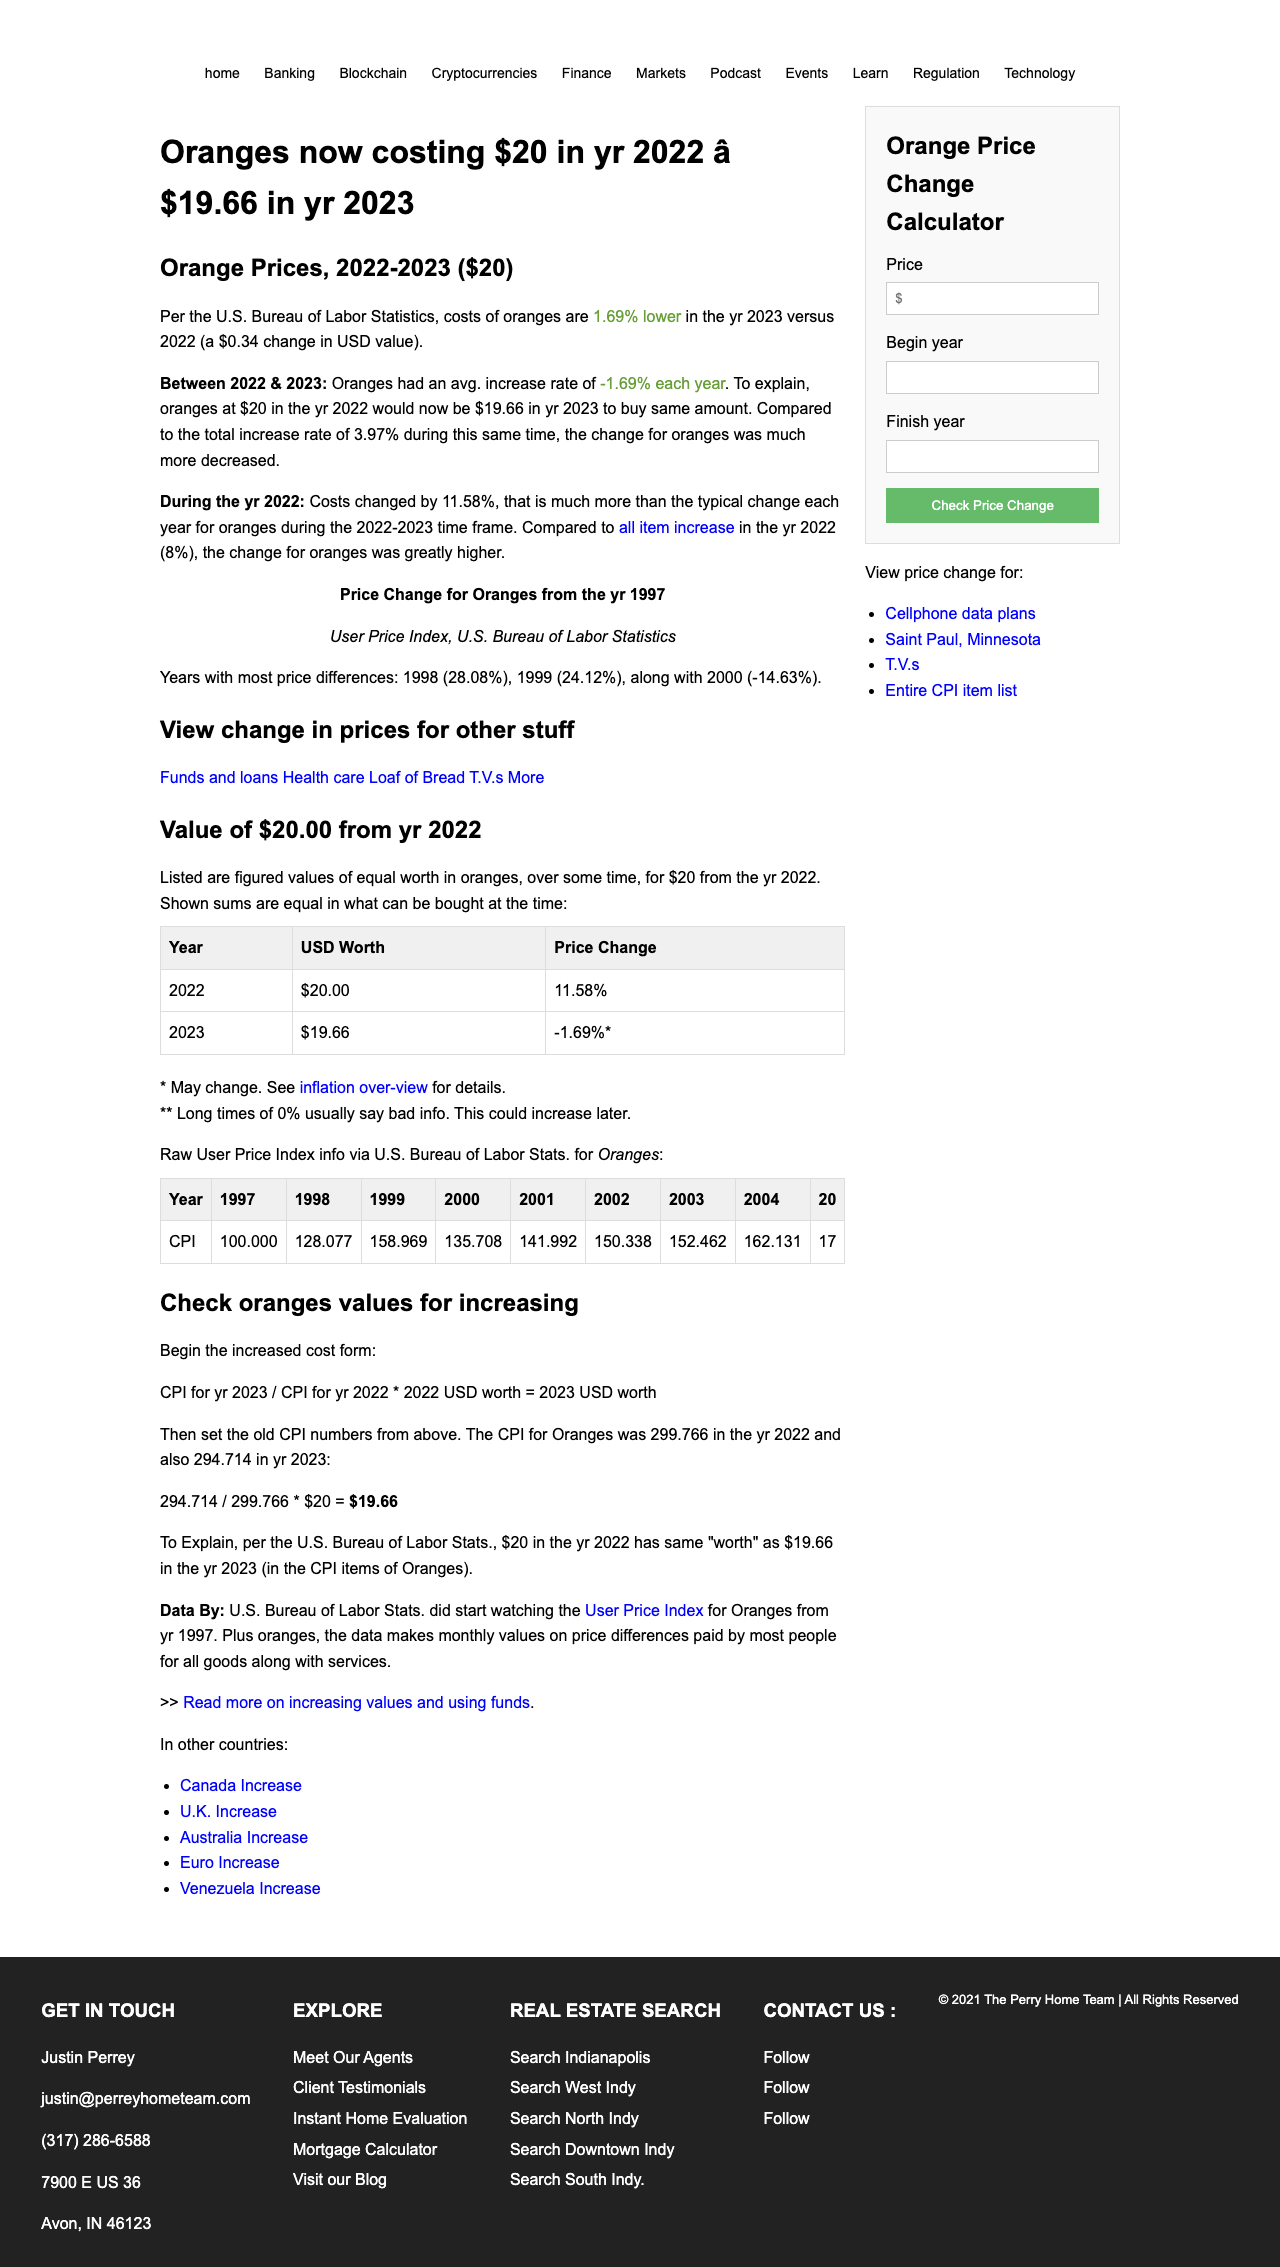 home Banking Blockchain Cryptocurrencies Finance Markets Podcast Events Learn Regulation Technology
Oranges now costing $20 in yr 2022 â
$19.66 in yr 2023
Orange Prices, 2022-2023 ($20)
Per the U.S. Bureau of Labor Statistics, costs of oranges are 1.69% lower in the yr 2023 versus
2022 (a $0.34 change in USD value).
Between 2022 & 2023: Oranges had an avg. increase rate of -1.69% each year. To explain,
oranges at $20 in the yr 2022 would now be $19.66 in yr 2023 to buy same amount. Compared
to the total increase rate of 3.97% during this same time, the change for oranges was much
more decreased.
During the yr 2022: Costs changed by 11.58%, that is much more than the typical change each
year for oranges during the 2022-2023 time frame. Compared to all item increase in the yr 2022
(8%), the change for oranges was greatly higher.
Price Change for Oranges from the yr 1997
User Price Index, U.S. Bureau of Labor Statistics
Years with most price differences: 1998 (28.08%), 1999 (24.12%), along with 2000 (-14.63%).
View change in prices for other stuff
Funds and loans Health care Loaf of Bread T.V.s More
Value of $20.00 from yr 2022
Listed are figured values of equal worth in oranges, over some time, for $20 from the yr 2022.
Shown sums are equal in what can be bought at the time:
Year USD Worth Price Change
2022 $20.00 11.58%
2023 $19.66 -1.69%*
* May change. See inflation over-view for details.
** Long times of 0% usually say bad info. This could increase later.
Raw User Price Index info via U.S. Bureau of Labor Stats. for Oranges:
Year 1997 1998 1999 2000 2001 2002 2003 2004 20
CPI 100.000 128.077 158.969 135.708 141.992 150.338 152.462 162.131 17
Check oranges values for increasing
Begin the increased cost form:
CPI for yr 2023 / CPI for yr 2022 * 2022 USD worth = 2023 USD worth
Then set the old CPI numbers from above. The CPI for Oranges was 299.766 in the yr 2022 and
also 294.714 in yr 2023:
294.714 / 299.766 * $20 = $19.66
To Explain, per the U.S. Bureau of Labor Stats., $20 in the yr 2022 has same "worth" as $19.66
in the yr 2023 (in the CPI items of Oranges).
Data By: U.S. Bureau of Labor Stats. did start watching the User Price Index for Oranges from
yr 1997. Plus oranges, the data makes monthly values on price differences paid by most people
for all goods along with services.
>> Read more on increasing values and using funds.
In other countries:
Canada Increase
U.K. Increase
Australia Increase
Euro Increase
Venezuela Increase
Orange Price
Change
Calculator
Price
$
Begin year
Finish year
Check Price Change
View price change for:
Cellphone data plans
Saint Paul, Minnesota
T.V.s
Entire CPI item list
GET IN TOUCH
Justin Perrey
justin@perreyhometeam.com
(317) 286-6588
7900 E US 36
Avon, IN 46123
EXPLORE
Meet Our Agents
Client Testimonials
Instant Home Evaluation
Mortgage Calculator
Visit our Blog
REAL ESTATE SEARCH
Search Indianapolis
Search West Indy
Search North Indy
Search Downtown Indy
Search South Indy.
CONTACT US :
Follow
Follow
Follow
© 2021 The Perry Home Team | All Rights Reserved